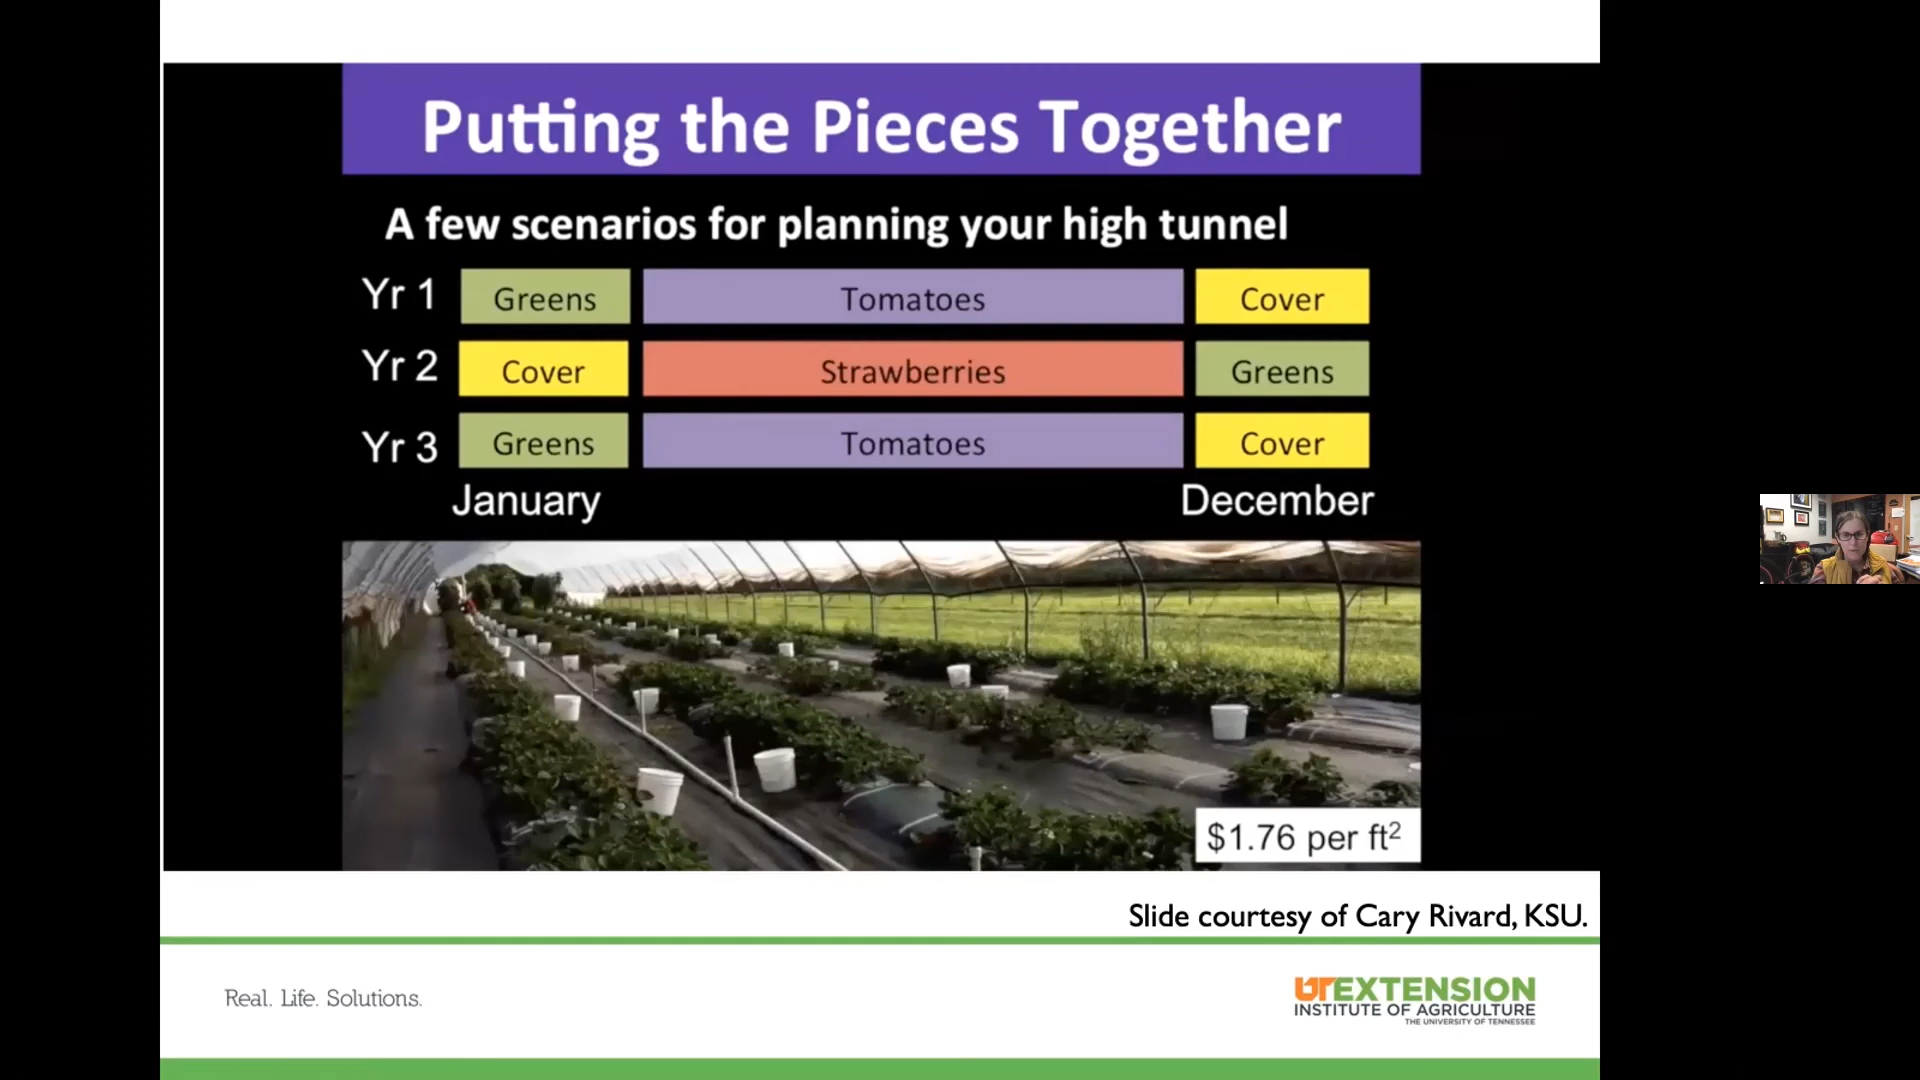 Putting the Pieces Together
A few scenarios for planning your high tunnel
Yr 1 Greens Tomatoes Cover
Yr 2 Cover Strawberries Greens
Yr 3 Greens Tomatoes Cover
January December
$1.76 per ft²
Slide courtesy of Cary Rivard, KSU.
Real. Life. Solutions.
UTEXTENSION
INSTITUTE OF AGRICULTURE
THE UNIVERSITY OF TENNESSEE